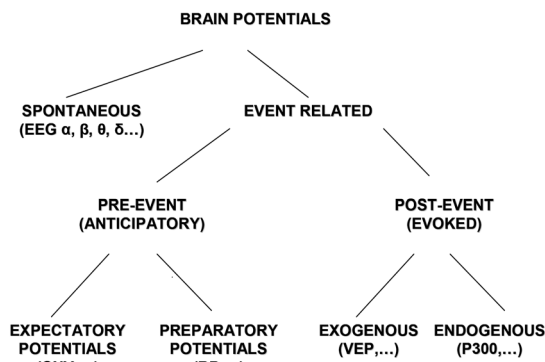 BRAIN POTENTIALS
SPONTANEOUS
(EEG α, β, θ, δ...)
EVENT RELATED
PRE-EVENT
(ANTICIPATORY)
POST-EVENT
(EVOKED)
EXPECTATORY
POTENTIALS
PREPARATORY
POTENTIALS
EXOGENOUS
(VEP,...)
ENDOGENOUS
(P300,...)